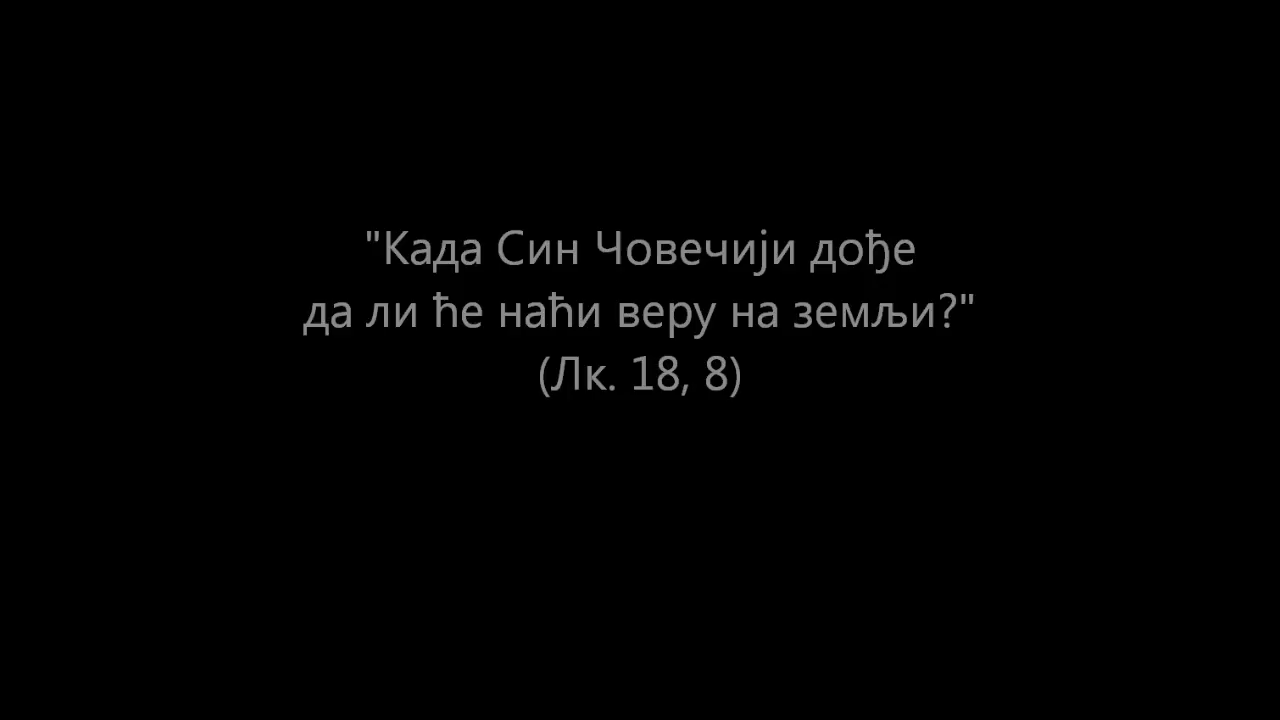 "Када Син Човечији дође
да ли ће наћи веру на земљи?"
(Лк. 18, 8)